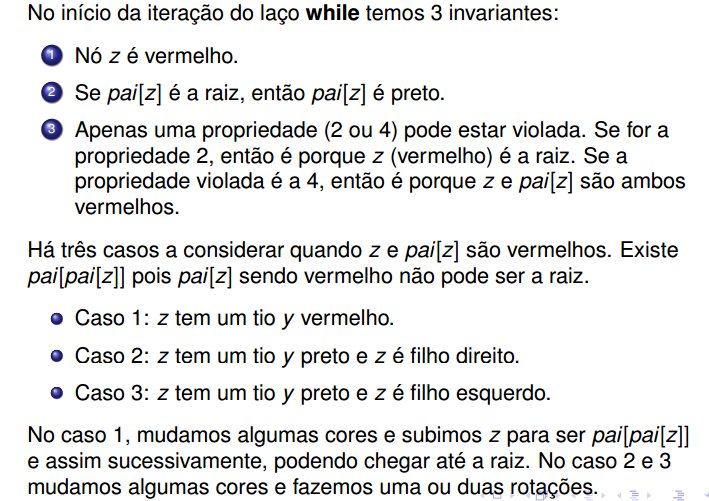 No início da iteração do laço while temos 3 invariantes:
1 Nó z é vermelho.
2 Se pai[z] é a raiz, então pai[z] é preto.
3 Apenas uma propriedade (2 ou 4) pode estar violada. Se for a
propriedade 2, então é porque z (vermelho) é a raiz. Se a
propriedade violada é a 4, então é porque z e pai[z] são ambos
vermelhos.
Há três casos a considerar quando z e pai[z] são vermelhos. Existe
pai[pai[z]] pois pai[z] sendo vermelho não pode ser a raiz.
Caso 1: z tem um tio y vermelho.
Caso 2: z tem um tio y preto e z é filho direito.
Caso 3: z tem um tio y preto e z é filho esquerdo.
No caso 1, mudamos algumas cores e subimos z para ser pai[pai[z]]
e assim sucessivamente, podendo chegar até a raiz. No caso 2 e 3
mudamos algumas cores e fazemos uma ou duas rotações.